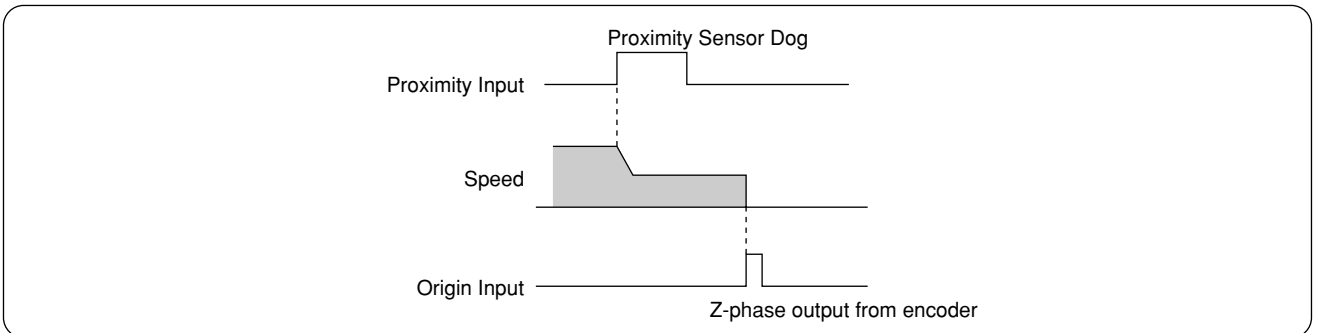 Proximity Sensor Dog
Proximity Input
Speed
Origin Input
Z-phase output from encoder